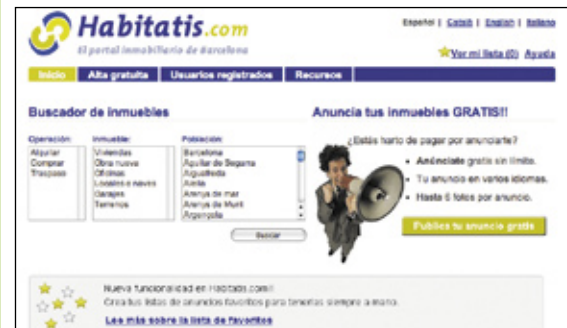 Habitatis.com
El portal inmobiliario de Barcelona
Español | Català | English | Italiano
Ver mi lista (0) Ayuda
Inicio Alta gratuita Usuarios registrados Recursos
Buscador de inmuebles
Operación: Inmueble: Población:
Alquilar Viviendas Barcelona
Comprar Obra nueva Aguilar de Segarra
Traspaso Oficinas Aiguafreda
Locales o naves Alella
Garajes Arenys de mar
Terrenos Arenys de Munt
Argençola
Buscar
Anuncia tus inmuebles GRATIS!!
¿Estás harto de pagar por anunciarte?
• Anúnciate gratis sin límite.
• Tu anuncio en varios idiomas.
• Hasta 6 fotos por anuncio.
Publica tu anuncio gratis
Nueva funcionalidad en Habitatis.com!!
Crea tus listas de anuncios favoritos para tenerlas siempre a mano.
Lee más sobre la lista de favoritos